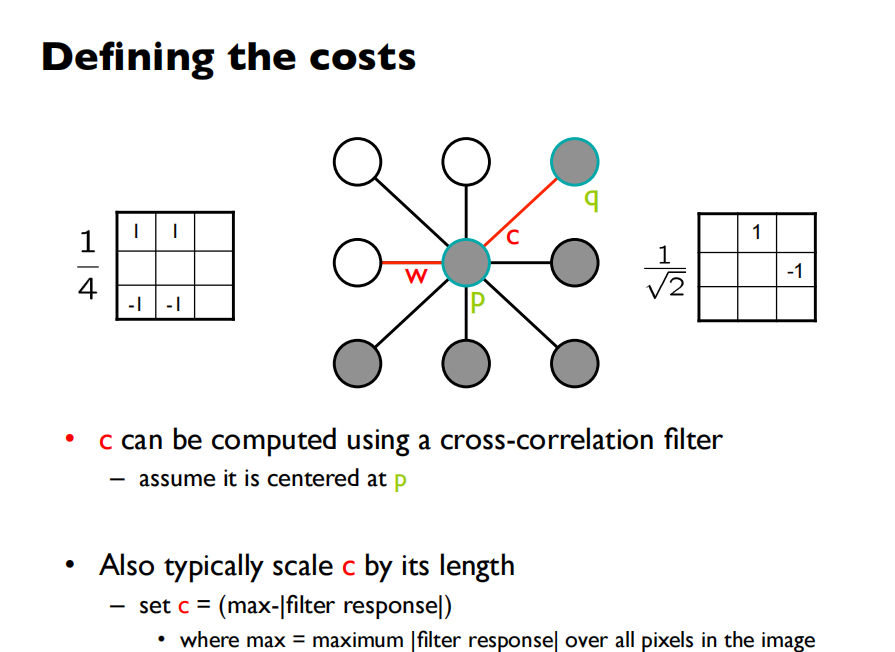 Defining the costs
1
4
1 1
-1 -1
q
c
w
p
1
√2
1
-1
• c can be computed using a cross-correlation filter
– assume it is centered at p
• Also typically scale c by its length
– set c = (max-|filter response|)
• where max = maximum |filter response| over all pixels in the image